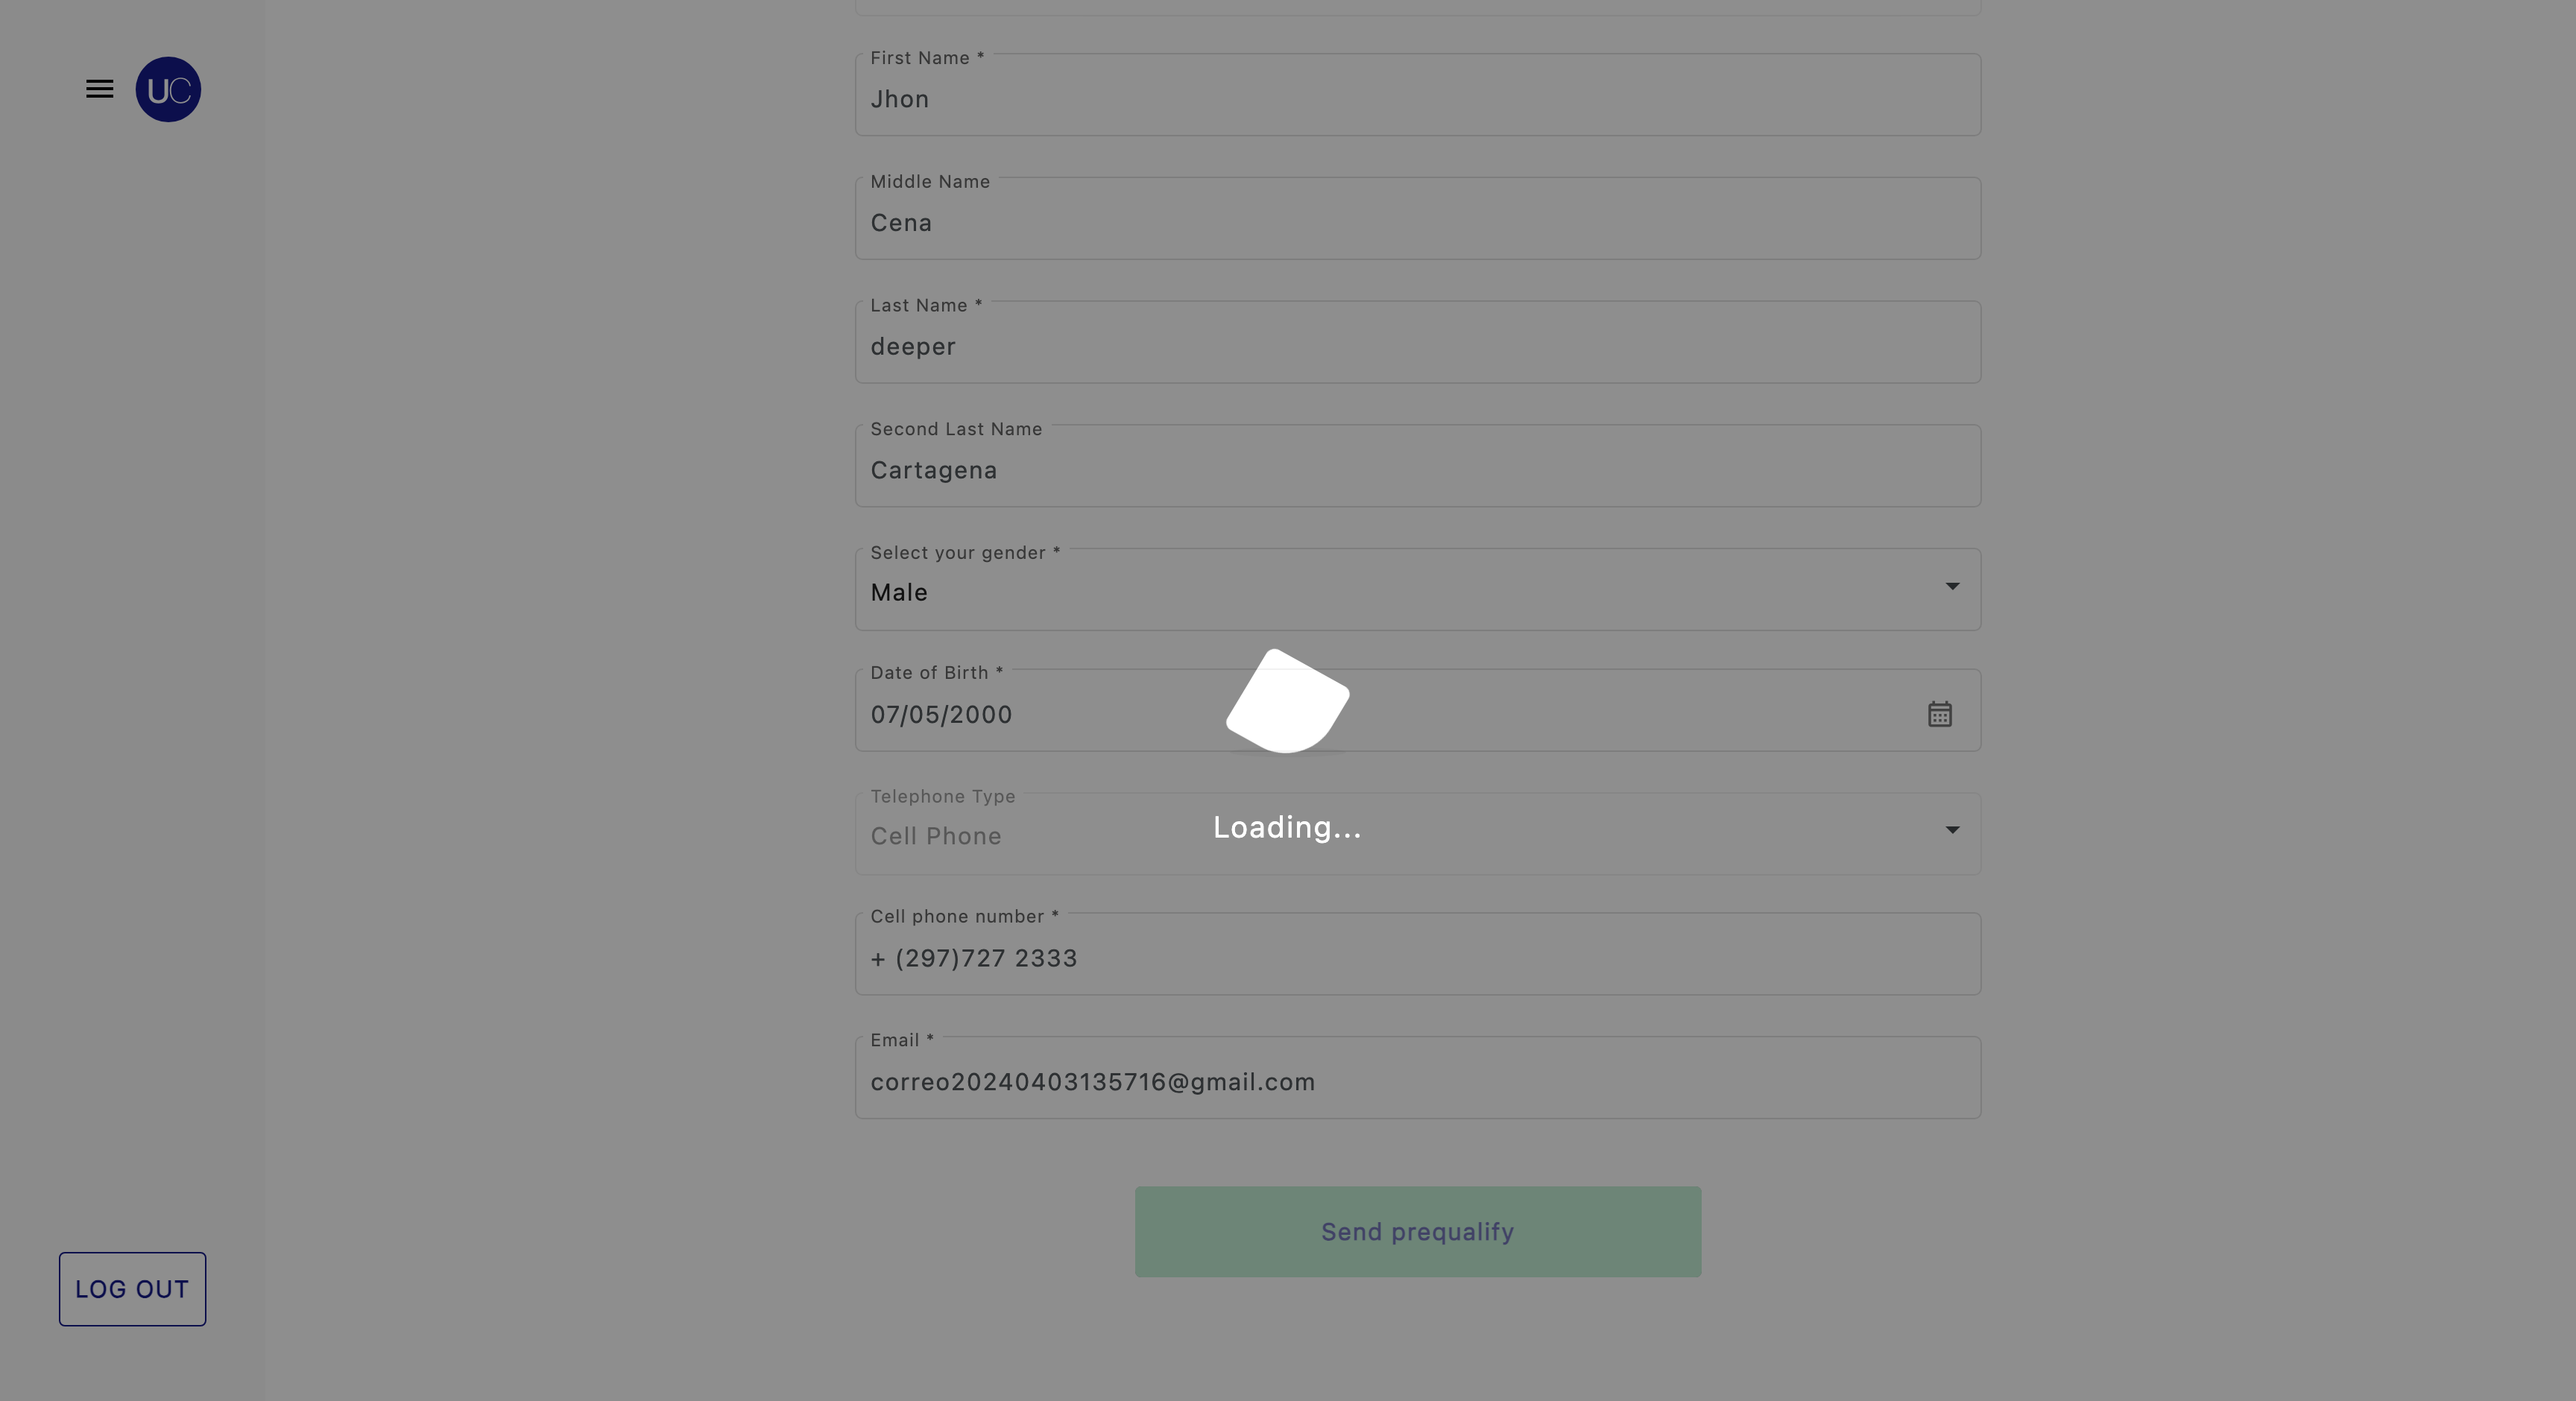 UC
First Name *
Jhon
Middle Name
Cena
Last Name *
deeper
Second Last Name
Cartagena
Select your gender *
Male
Date of Birth *
07/05/2000
Telephone Type
Cell Phone
Loading...
Cell phone number *
+ (297)727 2333
Email *
correo20240403135716@gmail.com
Send prequalify
LOG OUT